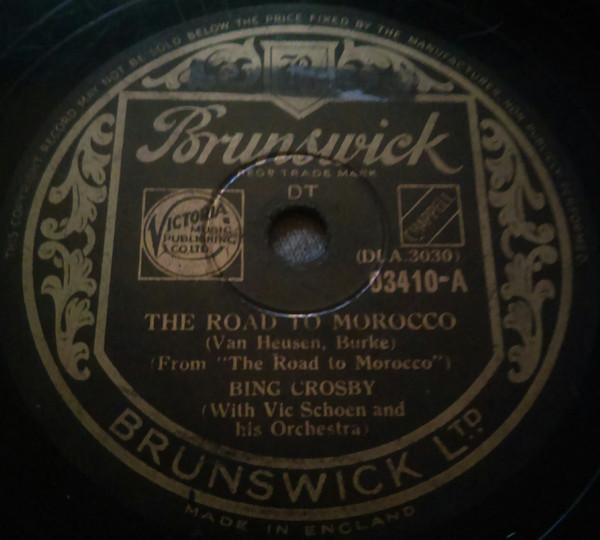 THIS COPYRIGHT RECORD MAY NOT BE SOLD BELOW THE PRICE FIXED BY THE MANUFACTURER NOR PUBLICLY PERFORMED
78
Brunswick
REGD TRADE MARK
DT
VICTORIA
MUSIC
PUBLISHING
CO. LTD.
CHAPPELL
(DLA.3030)
03410-A
THE ROAD TO MOROCCO
(Van Heusen, Burke)
(From "The Road to Morocco")
BING CROSBY
(With Vic Schoen and
his Orchestra)
BRUNSWICK LTD.
MADE IN ENGLAND